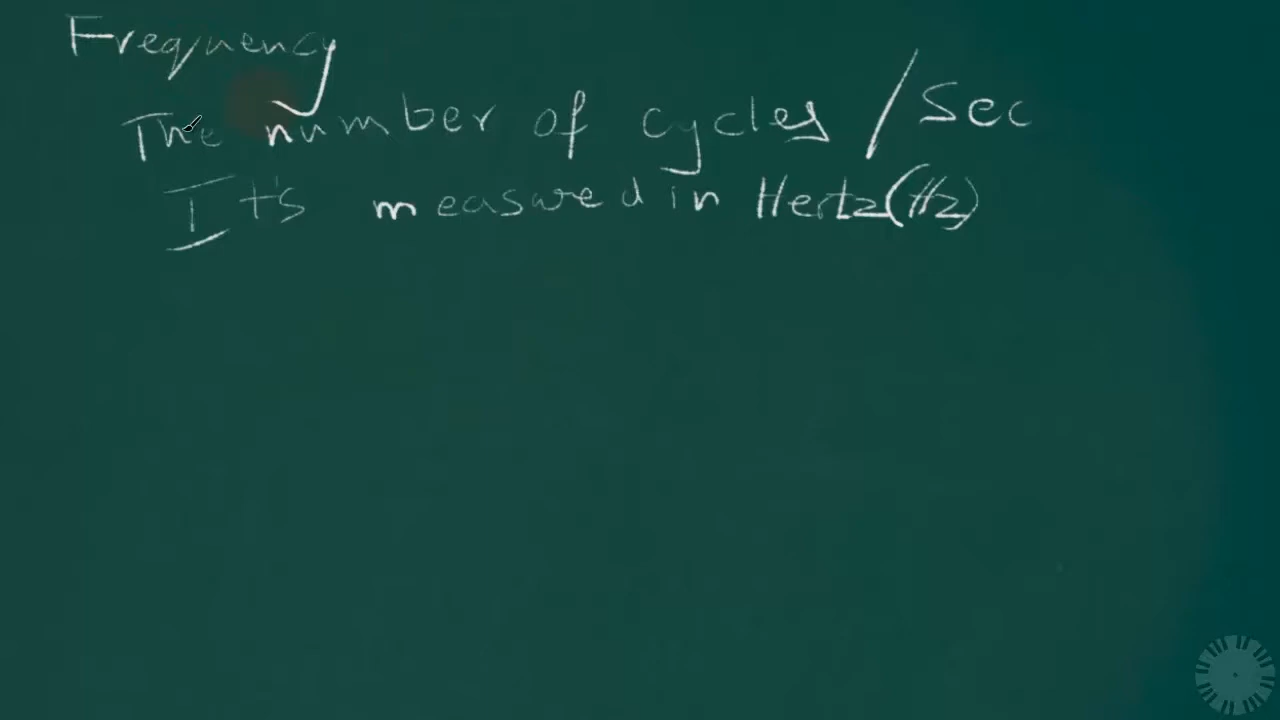 Frequency
The number of cycles / Sec
It's measured in Hertz (Hz)